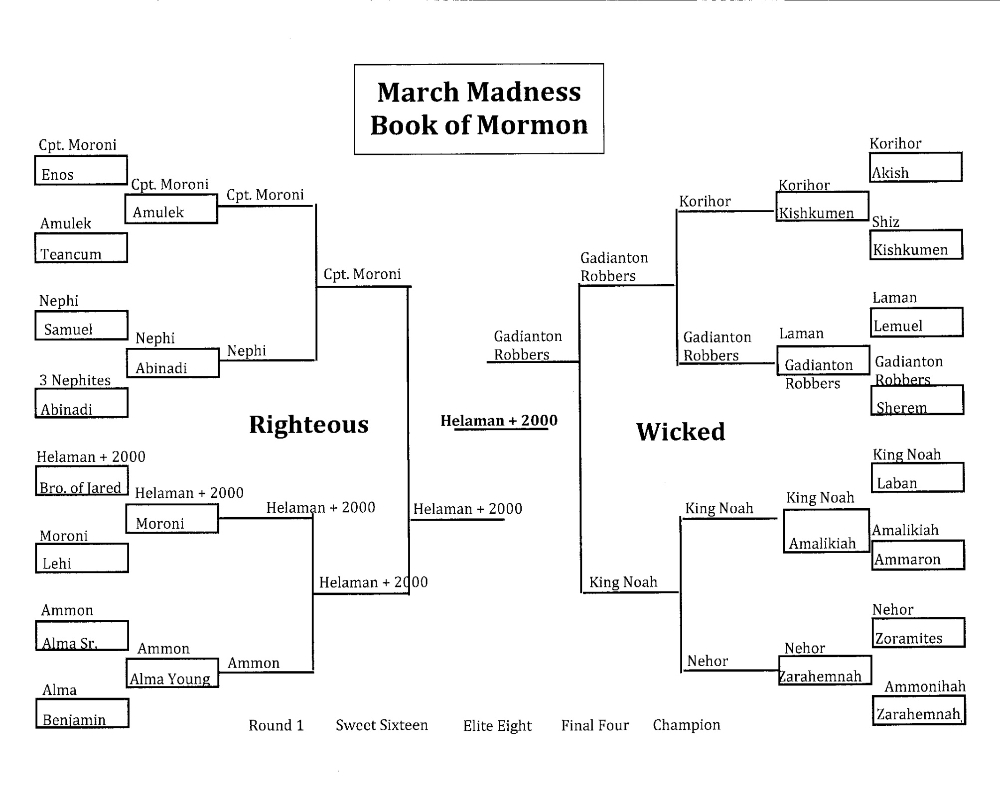 March Madness
Book of Mormon
Cpt. Moroni
Enos
Cpt. Moroni
Amulek
Cpt. Moroni
Amulek
Teancum
Cpt. Moroni
Nephi
Samuel
Nephi
Abinadi
Nephi
3 Nephites
Abinadi
Righteous
Helaman + 2000
Bro. of Jared
Helaman + 2000
Moroni
Helaman + 2000
Helaman + 2000
Moroni
Lehi
Helaman + 2000
Ammon
Alma Sr.
Ammon
Alma Young
Ammon
Alma
Benjamin
Helaman + 2000
Gadianton
Robbers
Gadianton
Robbers
Korihor
Korihor
Kishkumen
Korihor
Akish
Shiz
Kishkumen
Laman
Lemuel
Gadianton
Robbers
Laman
Gadianton
Robbers
Gadianton
Robbers
Sherem
Wicked
King Noah
Laban
King Noah
Amalikiah
King Noah
Amalikiah
Ammaron
King Noah
Nehor
Zoramites
Nehor
Zarahemnah
Nehor
Ammonihah
Zarahemnah
Round 1 Sweet Sixteen Elite Eight Final Four Champion